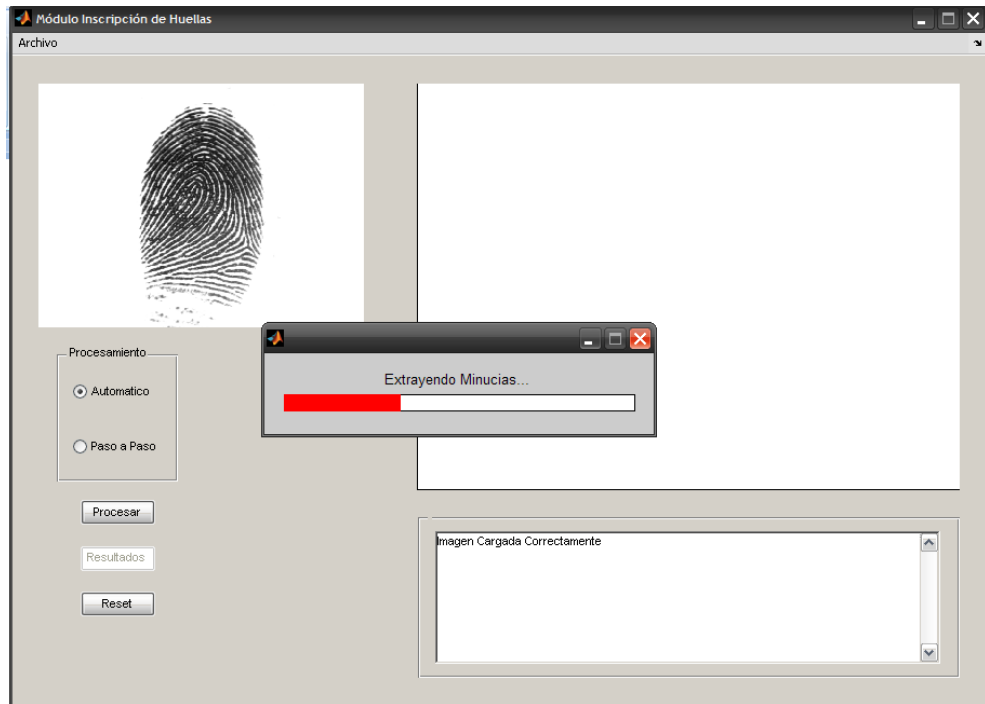 Módulo Inscripción de Huellas
Archivo
Procesamiento
Automatico
Paso a Paso
Procesar
Resultados
Reset
Extrayendo Minucias...
Imagen Cargada Correctamente